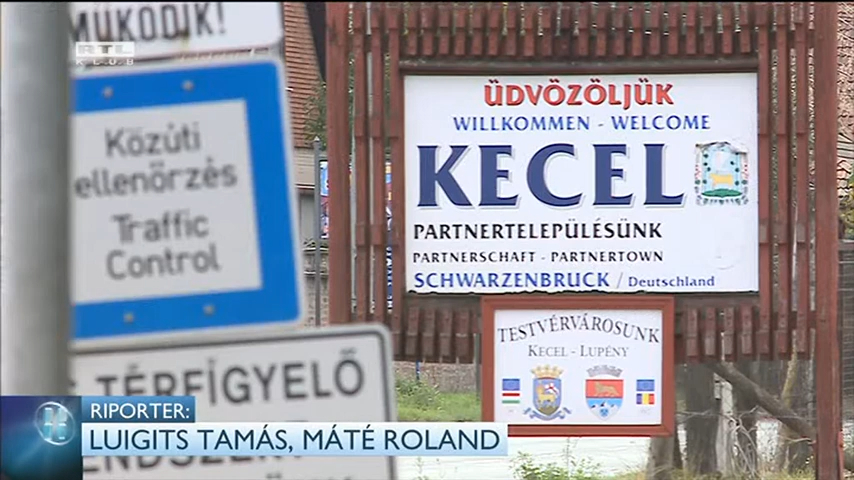 MŰKÖDIK!
RTL
KLUB
Közúti
ellenőrzés
Traffic
Control
TÉRFIGYELŐ
ÜDVÖZÖLJÜK
WILLKOMMEN - WELCOME
KECEL
PARTNERTELEPÜLÉSÜNK
PARTNERSCHAFT - PARTNERTOWN
SCHWARZENBRUCK / Deutschland
TESTVÉRVÁROSUNK
KECEL - LUPÉNY
RIPORTER:
LUIGITS TAMÁS, MÁTÉ ROLAND